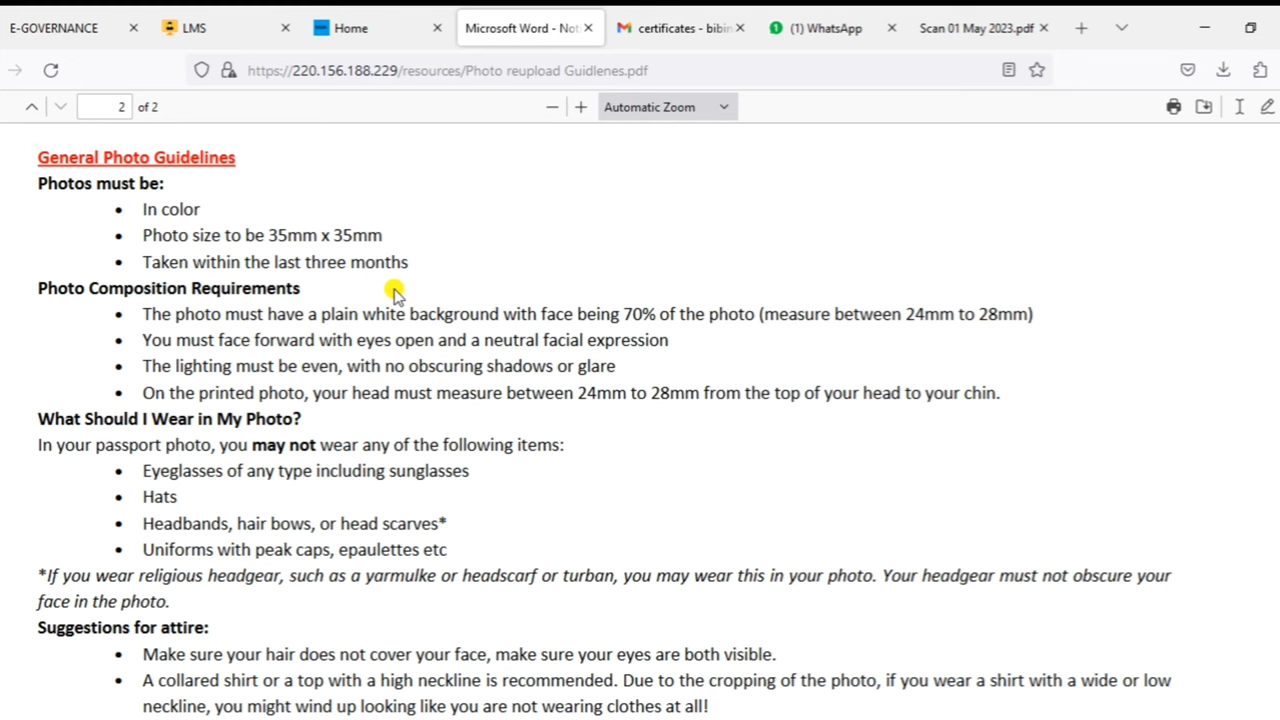 E-GOVERNANCE × LMS × Home × Microsoft Word - Not × certificates - bibin × (1) WhatsApp × Scan 01 May 2023.pdf × +
https://220.156.188.229/resources/Photo reupload Guidlenes.pdf
2 of 2 − + Automatic Zoom
General Photo Guidelines
Photos must be:
• In color
• Photo size to be 35mm x 35mm
• Taken within the last three months
Photo Composition Requirements
• The photo must have a plain white background with face being 70% of the photo (measure between 24mm to 28mm)
• You must face forward with eyes open and a neutral facial expression
• The lighting must be even, with no obscuring shadows or glare
• On the printed photo, your head must measure between 24mm to 28mm from the top of your head to your chin.
What Should I Wear in My Photo?
In your passport photo, you may not wear any of the following items:
• Eyeglasses of any type including sunglasses
• Hats
• Headbands, hair bows, or head scarves*
• Uniforms with peak caps, epaulettes etc
*If you wear religious headgear, such as a yarmulke or headscarf or turban, you may wear this in your photo. Your headgear must not obscure your
face in the photo.
Suggestions for attire:
• Make sure your hair does not cover your face, make sure your eyes are both visible.
• A collared shirt or a top with a high neckline is recommended. Due to the cropping of the photo, if you wear a shirt with a wide or low
neckline, you might wind up looking like you are not wearing clothes at all!